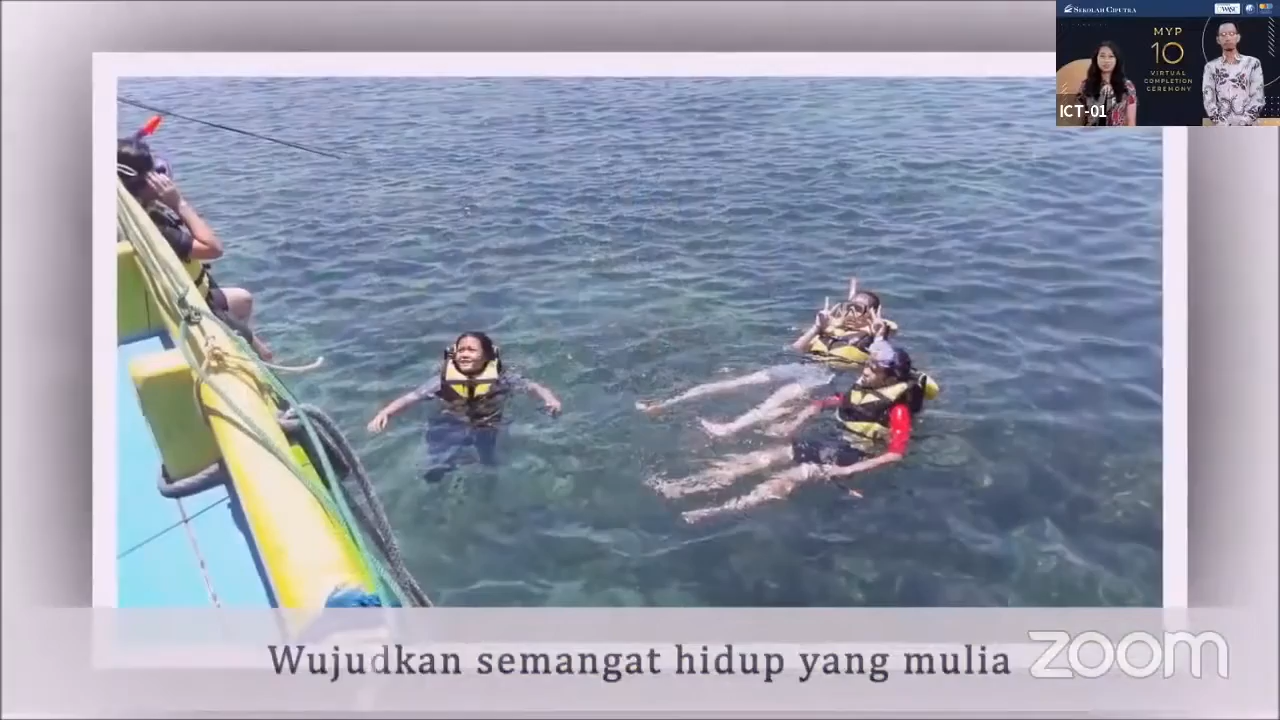 SEKOLAH CIPUTRA
MYP
10
VIRTUAL
COMPLETION
CEREMONY
ICT-01
Wujudkan semangat hidup yang mulia
zoom